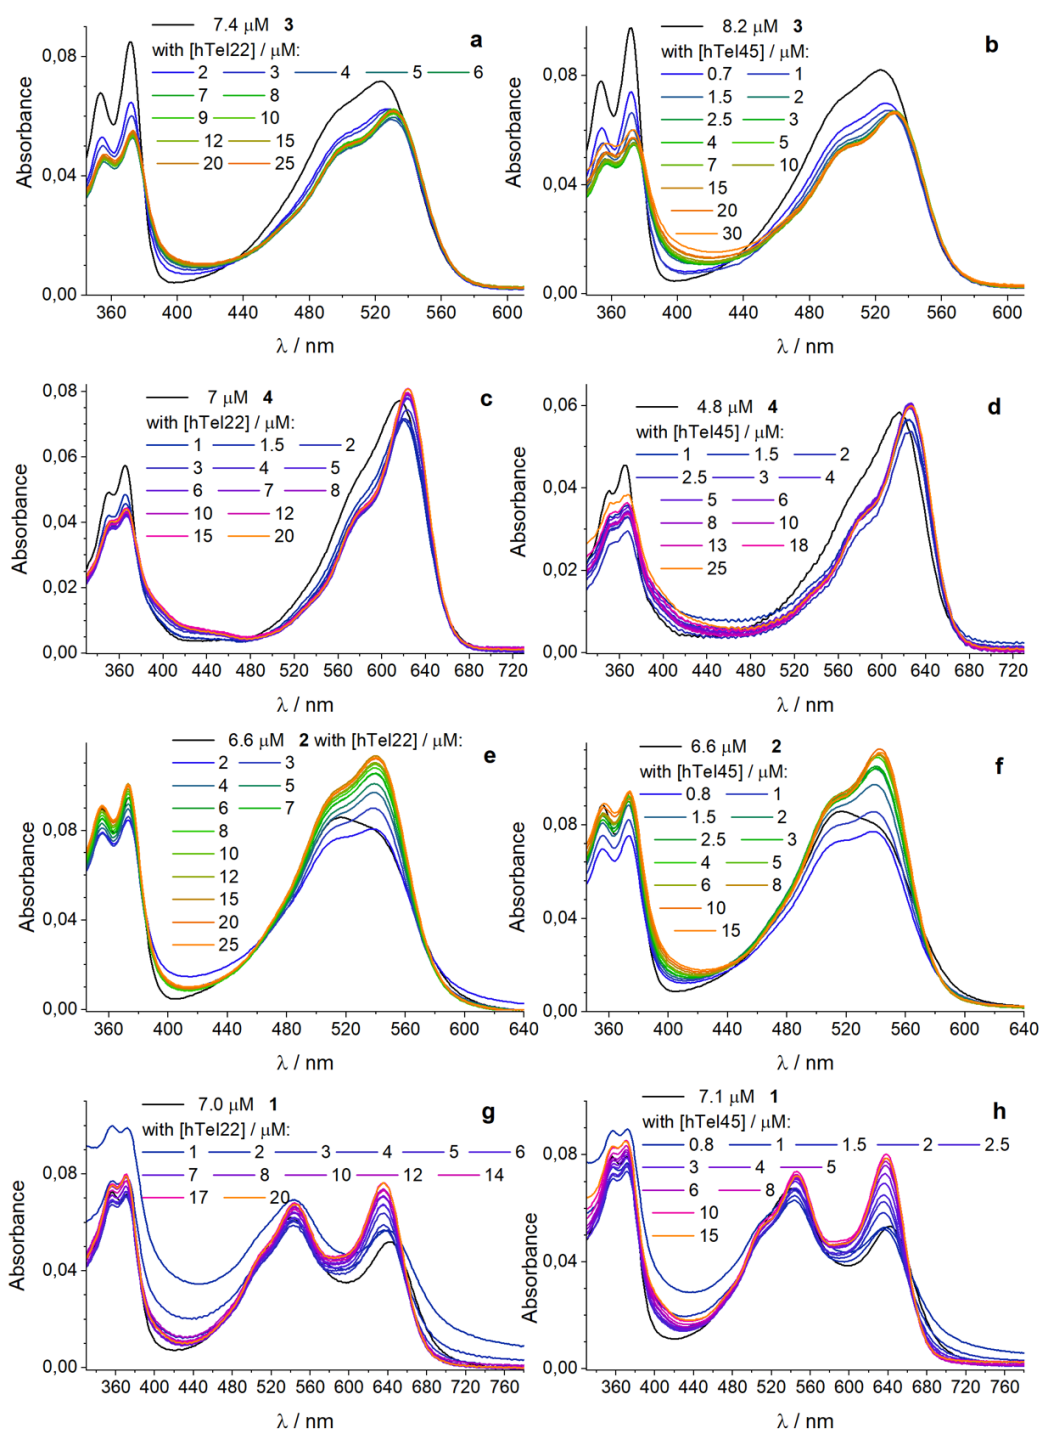 7.4 µM 3
a
with [hTel22] / µM:
2 3 4 5 6
7 8
9 10
12 15
20 25
0,08
0,04
0,00
Absorbance
360 400 440 480 520 560 600
λ / nm
8.2 µM 3
b
with [hTel45] / µM:
0.7 1
1.5 2
2.5 3
4 5
7 10
15
20
30
0,08
0,04
0,00
Absorbance
360 400 440 480 520 560 600
λ / nm
7 µM 4
c
with [hTel22] / µM:
1 1.5 2
3 4 5
6 7 8
10 12
15 20
0,08
0,06
0,04
0,02
0,00
Absorbance
360 400 440 480 520 560 600 640 680 720
λ / nm
4.8 µM 4
d
with [hTel45] / µM:
1 1.5 2
2.5 3 4
5 6
8 10
13 18
25
0,06
0,04
0,02
0,00
Absorbance
360 400 440 480 520 560 600 640 680 720
λ / nm
6.6 µM 2 with [hTel22] / µM:
e
2 3
4 5
6 7
8
10
12
15
20
25
0,08
0,04
0,00
Absorbance
360 400 440 480 520 560 600 640
λ / nm
6.6 µM 2
f
with [hTel45] / µM:
0.8 1
1.5 2
2.5 3
4 5
6 8
10
15
0,08
0,04
0,00
Absorbance
360 400 440 480 520 560 600 640
λ / nm
7.0 µM 1
g
with [hTel22] / µM:
1 2 3 4 5 6
7 8 10 12 14
17 20
0,08
0,04
0,00
Absorbance
360 400 440 480 520 560 600 640 680 720 760
λ / nm
7.1 µM 1
h
with [hTel45] / µM:
0.8 1 1.5 2 2.5
3 4 5
6 8
10
15
0,08
0,04
0,00
Absorbance
360 400 440 480 520 560 600 640 680 720 760
λ / nm